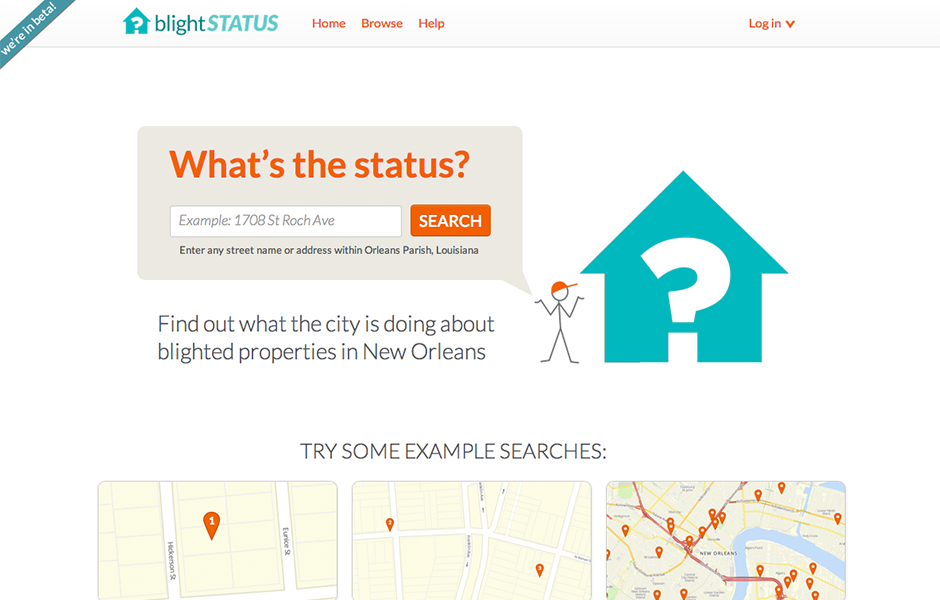 we're in beta!
blightSTATUS
Home Browse Help
Log in
What's the status?
Example: 1708 St Roch Ave
SEARCH
Enter any street name or address within Orleans Parish, Louisiana
Find out what the city is doing about
blighted properties in New Orleans
TRY SOME EXAMPLE SEARCHES:
1
Hickerson St
Eunice St
NEW ORLEANS